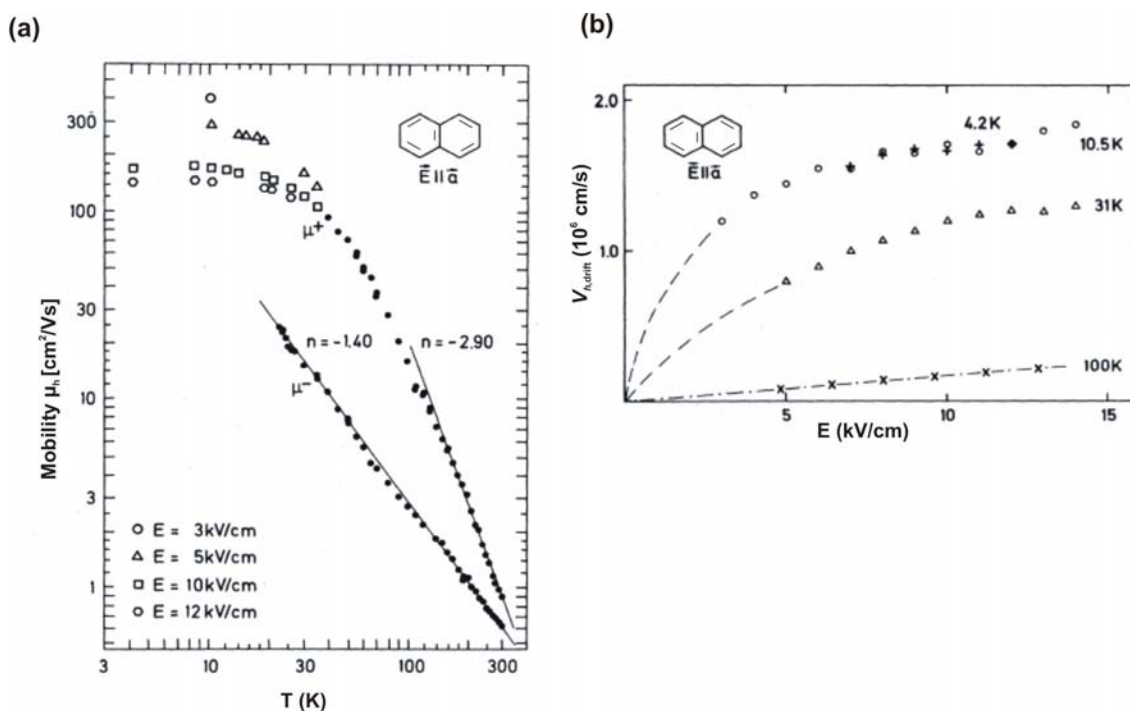 (a)
Mobility μh [cm²/Vs]
300
100
30
10
3
1
E⃗ || a⃗
μ+
n = -1.40
n = -2.90
μ-
E = 3kV/cm
E = 5kV/cm
E = 10kV/cm
E = 12kV/cm
3
10
30
100
300
T (K)
(b)
Vh,drift (10⁶ cm/s)
2.0
1.0
0
E⃗ || a⃗
4.2K
10.5K
31K
100K
5
10
15
E (kV/cm)